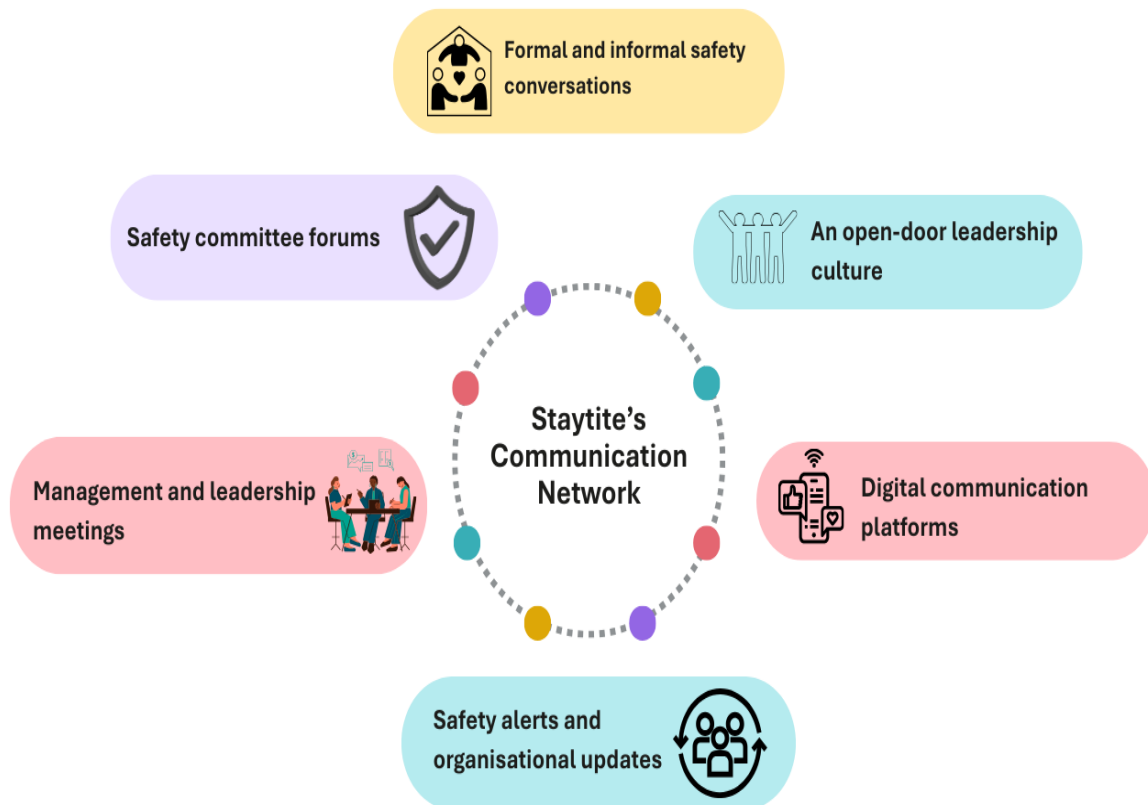 Formal and informal safety
conversations
Safety committee forums
An open-door leadership
culture
Staytite's
Communication
Network
Management and leadership
meetings
Digital communication
platforms
Safety alerts and
organisational updates